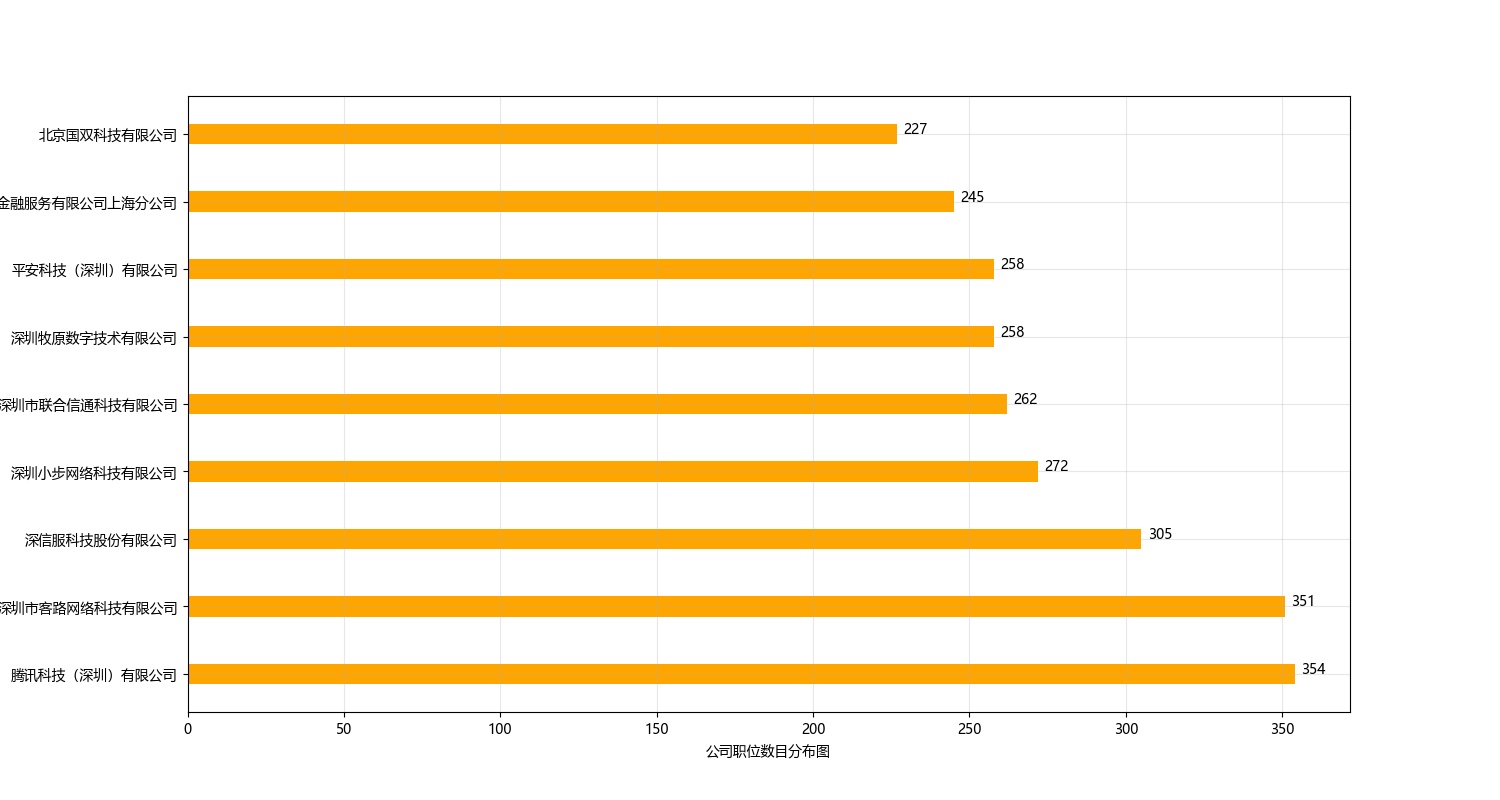 北京国双科技有限公司 227
金融服务有限公司上海分公司 245
平安科技（深圳）有限公司 258
深圳牧原数字技术有限公司 258
深圳市联合信通科技有限公司 262
深圳小步网络科技有限公司 272
深信服科技股份有限公司 305
深圳市客路网络科技有限公司 351
腾讯科技（深圳）有限公司 354
0 50 100 150 200 250 300 350
公司职位数目分布图